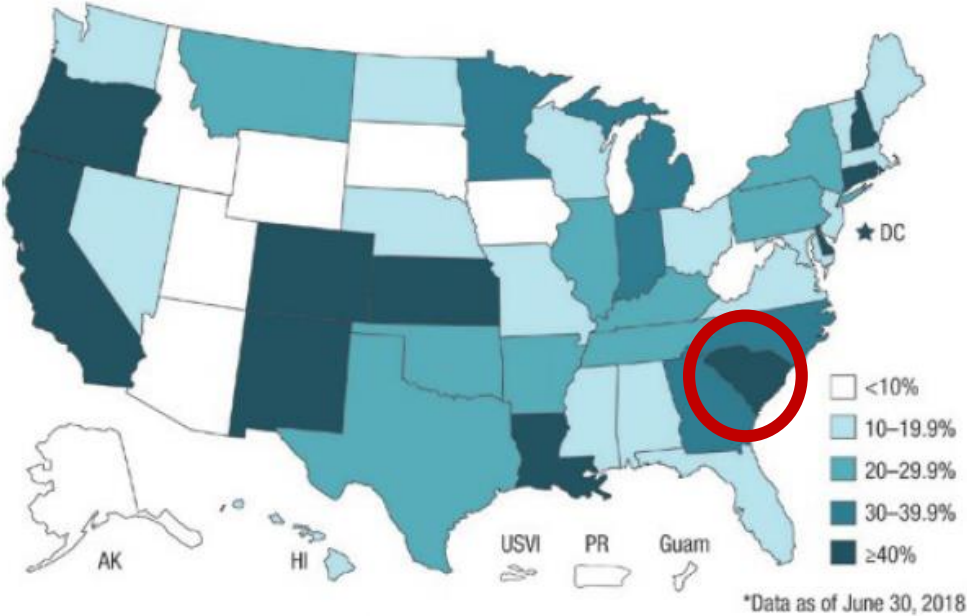 DC
<10%
10–19.9%
20–29.9%
30–39.9%
≥40%
AK
HI
USVI
PR
Guam
*Data as of June 30, 2018